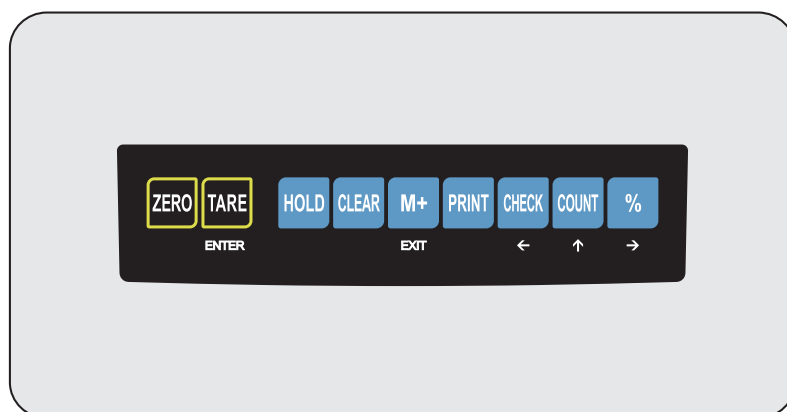 ZERO TARE HOLD CLEAR M+ PRINT CHECK COUNT %
ENTER EXIT ← ↑ →